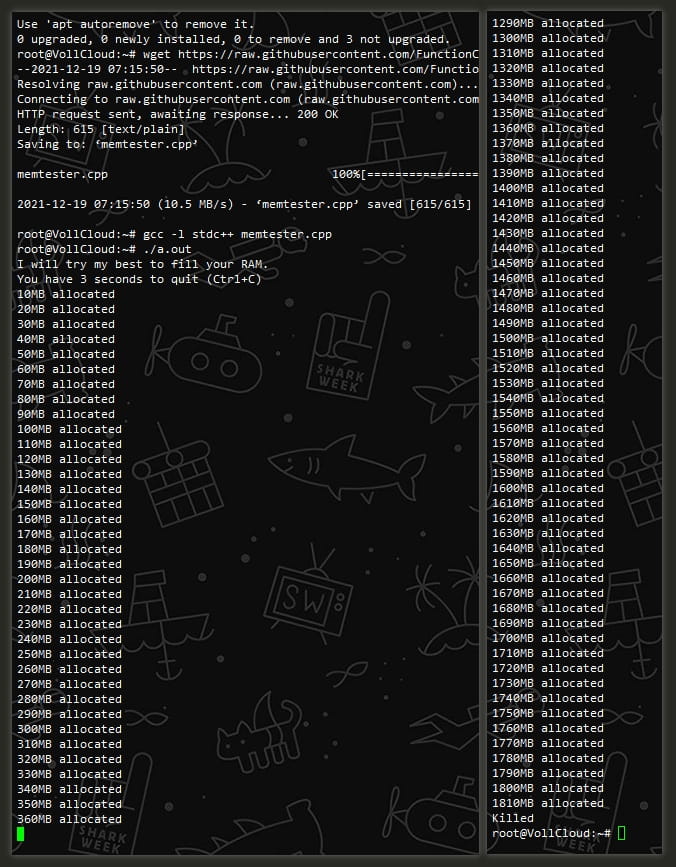 Use 'apt autoremove' to remove it.
0 upgraded, 0 newly installed, 0 to remove and 3 not upgraded.
root@VollCloud:~# wget https://raw.githubusercontent.com/FunctionC
--2021-12-19 07:15:50--  https://raw.githubusercontent.com/Functio
Resolving raw.githubusercontent.com (raw.githubusercontent.com)...
Connecting to raw.githubusercontent.com (raw.githubusercontent.com
HTTP request sent, awaiting response... 200 OK
Length: 615 [text/plain]
Saving to: ‘memtester.cpp’
memtester.cpp 100%[================
2021-12-19 07:15:50 (10.5 MB/s) - ‘memtester.cpp’ saved [615/615]
root@VollCloud:~# gcc -l stdc++ memtester.cpp
root@VollCloud:~# ./a.out
I will try my best to fill your RAM.
You have 3 seconds to quit (Ctrl+C)
10MB allocated
20MB allocated
30MB allocated
40MB allocated
50MB allocated
60MB allocated
70MB allocated
80MB allocated
90MB allocated
100MB allocated
110MB allocated
120MB allocated
130MB allocated
140MB allocated
150MB allocated
160MB allocated
170MB allocated
180MB allocated
190MB allocated
200MB allocated
210MB allocated
220MB allocated
230MB allocated
240MB allocated
250MB allocated
260MB allocated
270MB allocated
280MB allocated
290MB allocated
300MB allocated
310MB allocated
320MB allocated
330MB allocated
340MB allocated
350MB allocated
360MB allocated
1290MB allocated
1300MB allocated
1310MB allocated
1320MB allocated
1330MB allocated
1340MB allocated
1350MB allocated
1360MB allocated
1370MB allocated
1380MB allocated
1390MB allocated
1400MB allocated
1410MB allocated
1420MB allocated
1430MB allocated
1440MB allocated
1450MB allocated
1460MB allocated
1470MB allocated
1480MB allocated
1490MB allocated
1500MB allocated
1510MB allocated
1520MB allocated
1530MB allocated
1540MB allocated
1550MB allocated
1560MB allocated
1570MB allocated
1580MB allocated
1590MB allocated
1600MB allocated
1610MB allocated
1620MB allocated
1630MB allocated
1640MB allocated
1650MB allocated
1660MB allocated
1670MB allocated
1680MB allocated
1690MB allocated
1700MB allocated
1710MB allocated
1720MB allocated
1730MB allocated
1740MB allocated
1750MB allocated
1760MB allocated
1770MB allocated
1780MB allocated
1790MB allocated
1800MB allocated
1810MB allocated
Killed
root@VollCloud:~#
SHARK
WEEK
SW
SHARK
WEEK